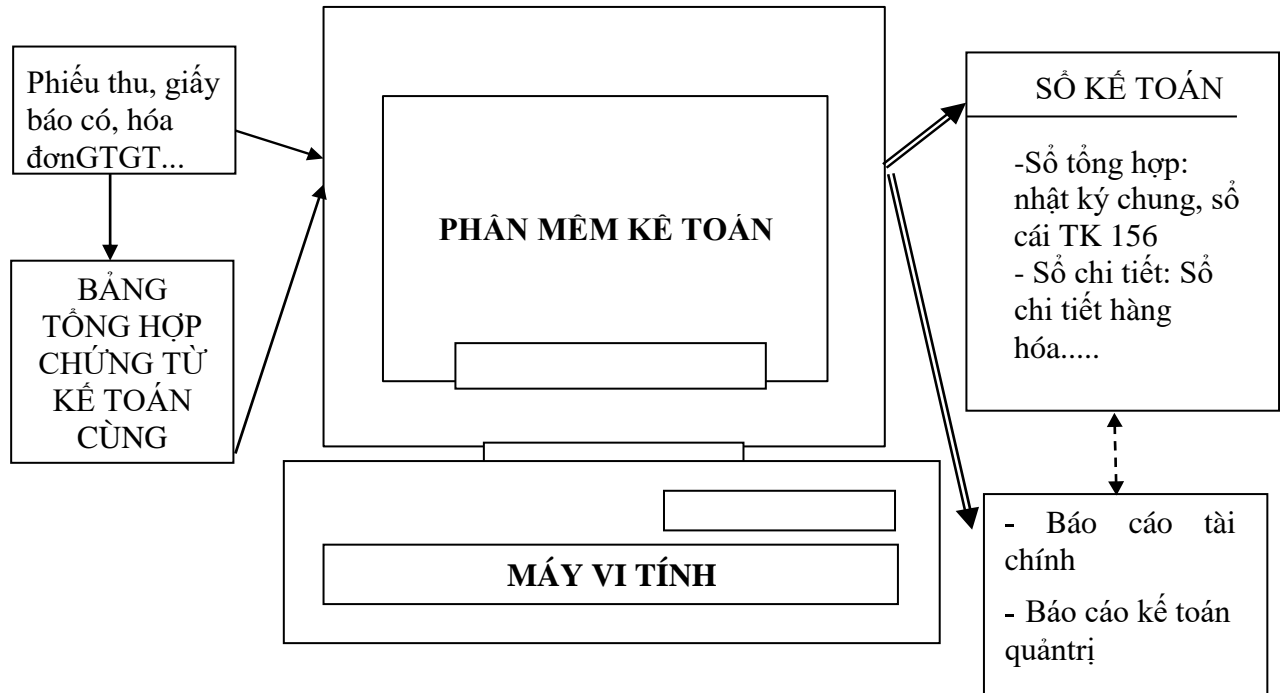 Phiếu thu, giấy
báo có, hóa
đơnGTGT...
BẢNG
TỔNG HỢP
CHỨNG TỪ
KẾ TOÁN
CÙNG
PHẦN MỀM KẾ TOÁN
MÁY VI TÍNH
SỔ KẾ TOÁN
-Sổ tổng hợp:
nhật ký chung, sổ
cái TK 156
- Sổ chi tiết: Sổ
chi tiết hàng
hóa.....
- Báo cáo tài
chính
- Báo cáo kế toán
quảntrị